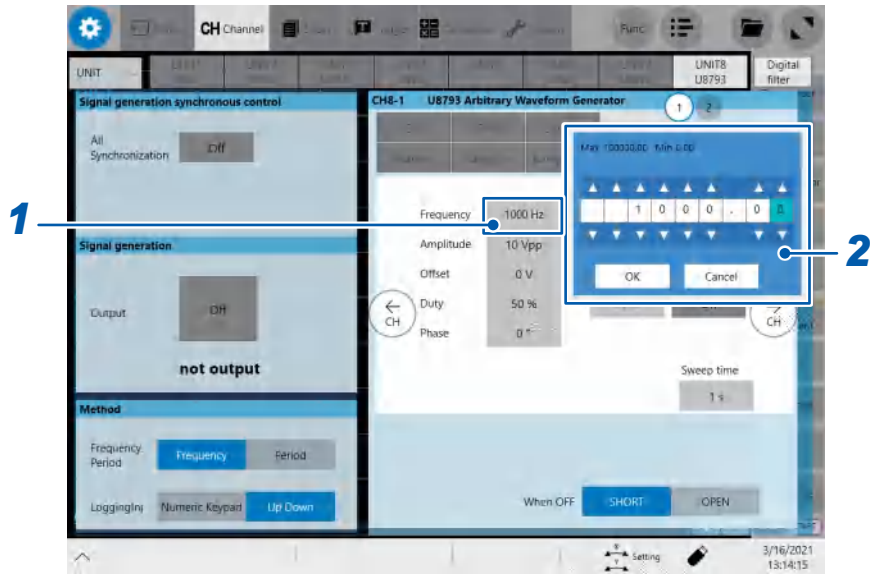 CH Channel
Func
UNIT
UNIT8
U8793
Digital
filter
Signal generation synchronous control
All
Synchronization
Off
Signal generation
Output
Off
not output
Method
Frequency
Period
Frequency
Period
LoggingInj
Numeric Keypad
Up Down
CH8-1 U8793 Arbitrary Waveform Generator
1
2
Frequency
1000 Hz
Amplitude
10 Vpp
Offset
0 V
Duty
50 %
Phase
0 °
CH
CH
Max 100000.00 Min 0.00
1 0 0 0 . 0 0
OK
Cancel
Sweep time
1 s
When OFF
SHORT
OPEN
Setting
3/16/2021
13:14:15
1
2